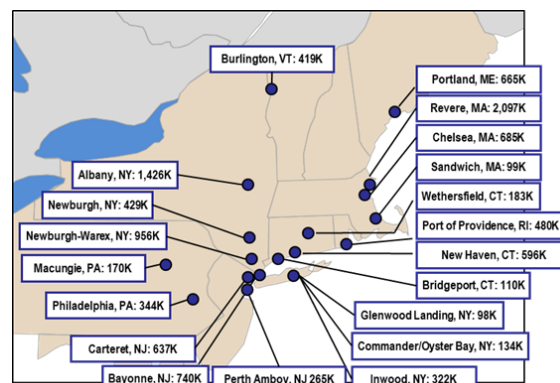 Burlington, VT: 419K
Portland, ME: 665K
Revere, MA: 2,097K
Chelsea, MA: 685K
Sandwich, MA: 99K
Albany, NY: 1,426K
Wethersfield, CT: 183K
Newburgh, NY: 429K
Port of Providence, RI: 480K
Newburgh-Warex, NY: 956K
New Haven, CT: 596K
Macungie, PA: 170K
Bridgeport, CT: 110K
Philadelphia, PA: 344K
Glenwood Landing, NY: 98K
Carteret, NJ: 637K
Commander/Oyster Bay, NY: 134K
Bayonne, NJ: 740K
Perth Amboy, NJ 265K
Inwood, NY: 322K